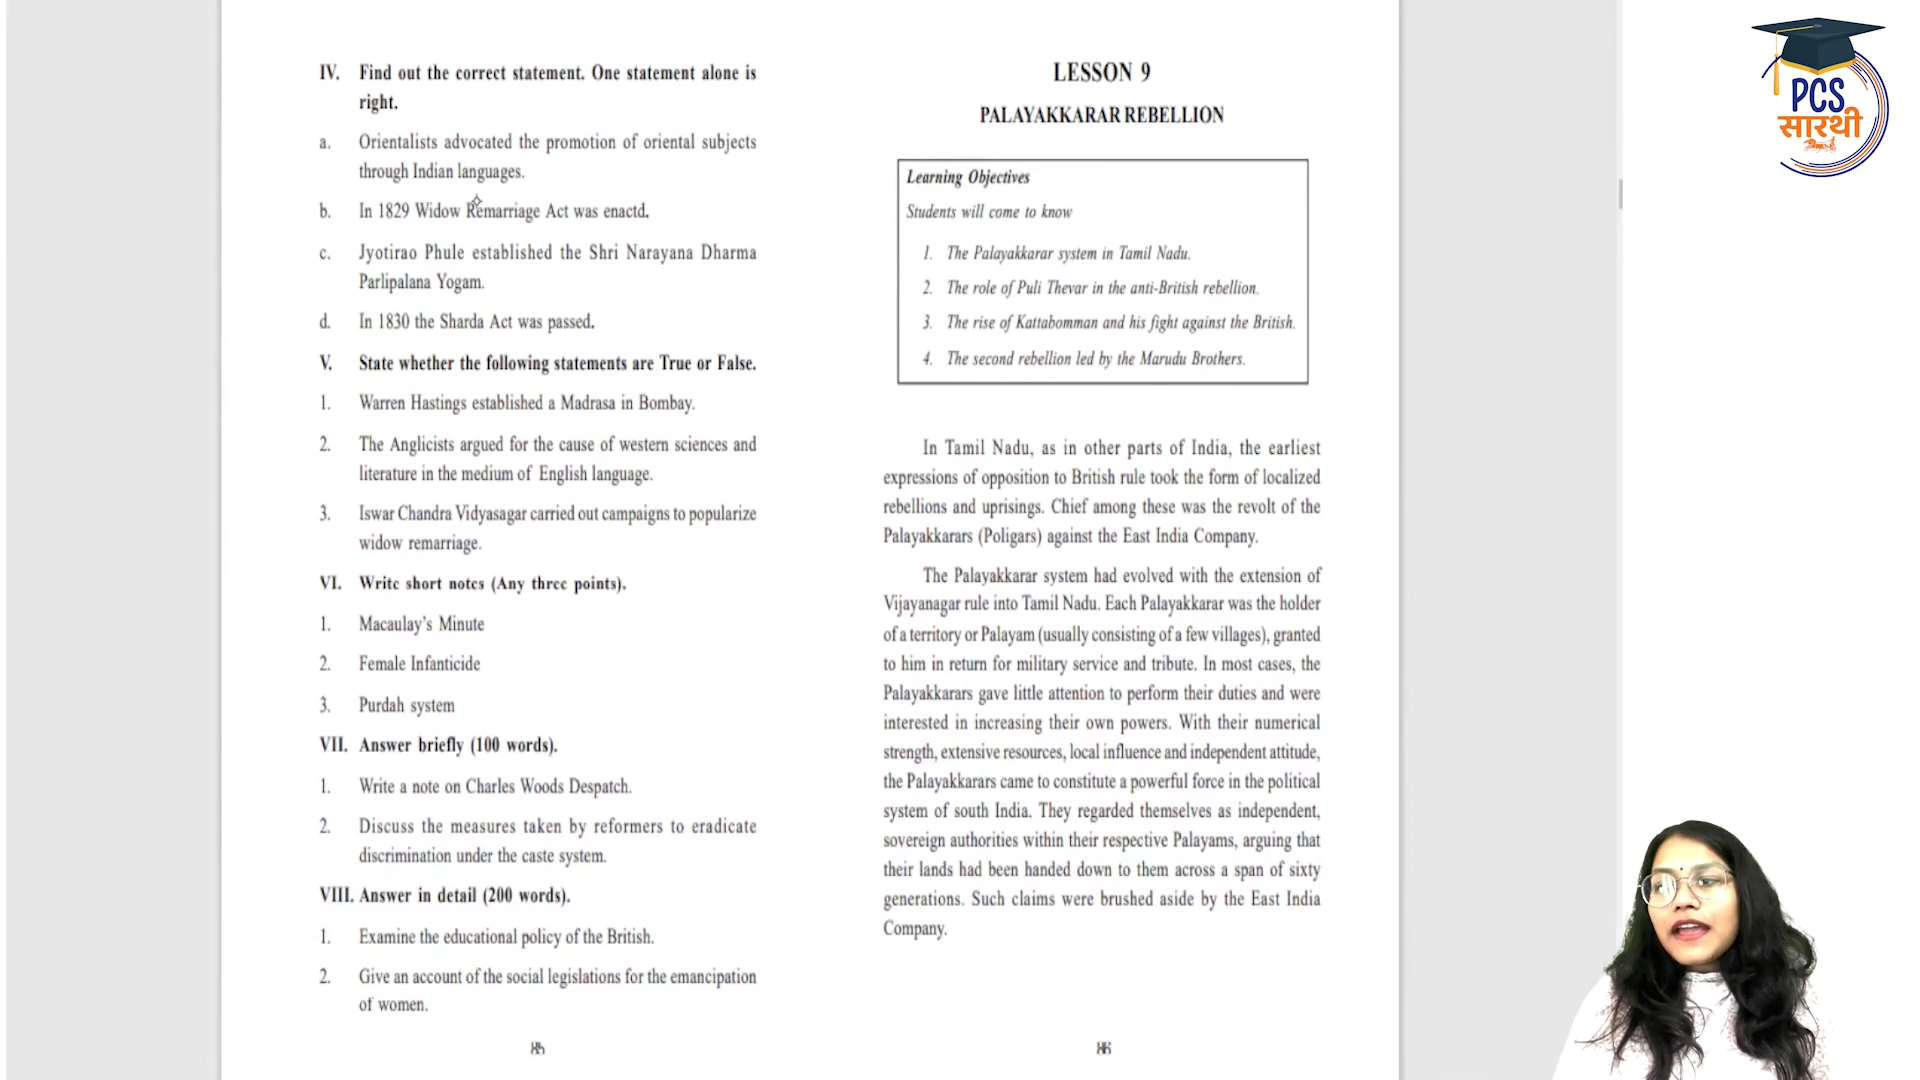 IV. Find out the correct statement. One statement alone is
right.
a. Orientalists advocated the promotion of oriental subjects
through Indian languages.
b. In 1829 Widow Remarriage Act was enactd.
c. Jyotirao Phule established the Shri Narayana Dharma
Parlipalana Yogam.
d. In 1830 the Sharda Act was passed.
V. State whether the following statements are True or False.
1. Warren Hastings established a Madrasa in Bombay.
2. The Anglicists argued for the cause of western sciences and
literature in the medium of English language.
3. Iswar Chandra Vidyasagar carried out campaigns to popularize
widow remarriage.
VI. Write short notes (Any three points).
1. Macaulay's Minute
2. Female Infanticide
3. Purdah system
VII. Answer briefly (100 words).
1. Write a note on Charles Woods Despatch.
2. Discuss the measures taken by reformers to eradicate
discrimination under the caste system.
VIII. Answer in detail (200 words).
1. Examine the educational policy of the British.
2. Give an account of the social legislations for the emancipation
of women.
85
LESSON 9
PALAYAKKARAR REBELLION
Learning Objectives
Students will come to know
1. The Palayakkarar system in Tamil Nadu.
2. The role of Puli Thevar in the anti-British rebellion.
3. The rise of Kattabomman and his fight against the British.
4. The second rebellion led by the Marudu Brothers.
In Tamil Nadu, as in other parts of India, the earliest
expressions of opposition to British rule took the form of localized
rebellions and uprisings. Chief among these was the revolt of the
Palayakkarars (Poligars) against the East India Company.
The Palayakkarar system had evolved with the extension of
Vijayanagar rule into Tamil Nadu. Each Palayakkarar was the holder
of a territory or Palayam (usually consisting of a few villages), granted
to him in return for military service and tribute. In most cases, the
Palayakkarars gave little attention to perform their duties and were
interested in increasing their own powers. With their numerical
strength, extensive resources, local influence and independent attitude,
the Palayakkarars came to constitute a powerful force in the political
system of south India. They regarded themselves as independent,
sovereign authorities within their respective Palayams, arguing that
their lands had been handed down to them across a span of sixty
generations. Such claims were brushed aside by the East India
Company.
86
PCS
सारथी